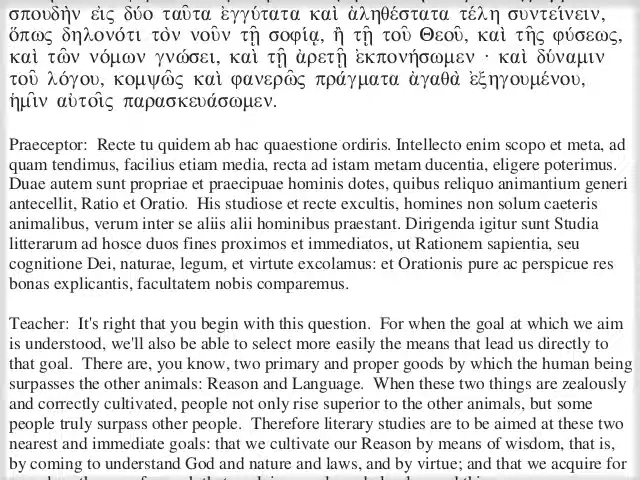 σπουδὴν εἰς δύο ταῦτα ἐγγύτατα καὶ ἀληθέστατα τέλη συντείνειν,
ὅπως δηλονότι τὸν νοῦν τῇ σοφίᾳ, ἢ τῇ τοῦ Θεοῦ, καὶ τῆς φύσεως,
καὶ τῶν νόμων γνώσει, καὶ τῇ ἀρετῇ ἐκπονήσωμεν · καὶ δύναμιν
τοῦ λόγου, κομψῶς καὶ φανερῶς πράγματα ἀγαθὰ ἐξηγουμένου,
ἡμῖν αὐτοῖς παρασκευάσωμεν.
Praeceptor: Recte tu quidem ab hac quaestione ordiris. Intellecto enim scopo et meta, ad
quam tendimus, facilius etiam media, recta ad istam metam ducentia, eligere poterimus.
Duae autem sunt propriae et praecipuae hominis dotes, quibus reliquo animantium generi
antecellit, Ratio et Oratio. His studiose et recte excultis, homines non solum caeteris
animalibus, verum inter se aliis alii hominibus praestant. Dirigenda igitur sunt Studia
litterarum ad hosce duos fines proximos et immediatos, ut Rationem sapientia, seu
cognitione Dei, naturae, legum, et virtute excolamus: et Orationis pure ac perspicue res
bonas explicantis, facultatem nobis comparemus.
Teacher: It's right that you begin with this question. For when the goal at which we aim
is understood, we'll also be able to select more easily the means that lead us directly to
that goal. There are, you know, two primary and proper goods by which the human being
surpasses the other animals: Reason and Language. When these two things are zealously
and correctly cultivated, people not only rise superior to the other animals, but some
people truly surpass other people. Therefore literary studies are to be aimed at these two
nearest and immediate goals: that we cultivate our Reason by means of wisdom, that is,
by coming to understand God and nature and laws, and by virtue; and that we acquire for